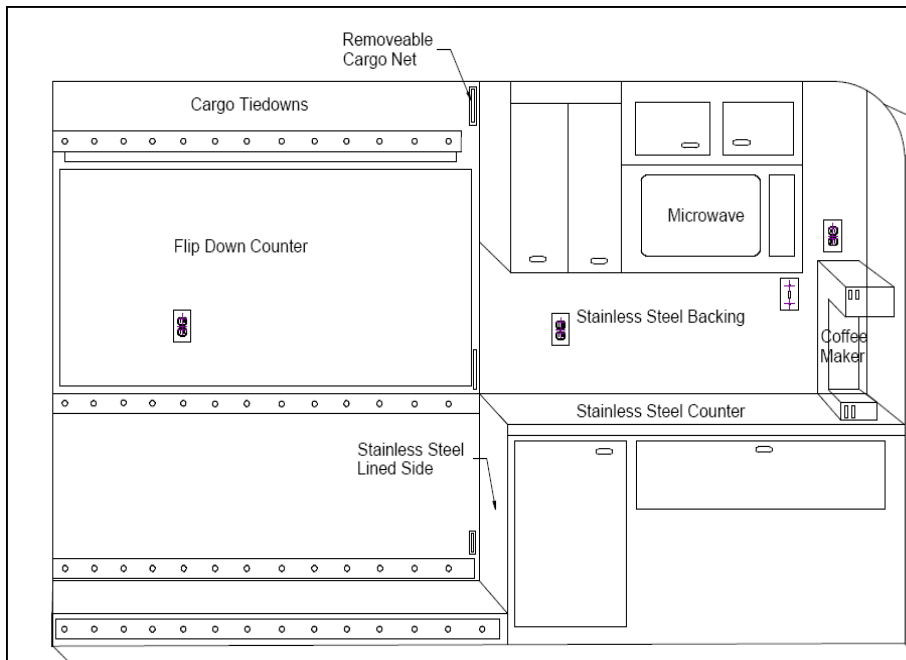 Removeable
Cargo Net
Cargo Tiedowns
Microwave
Flip Down Counter
Stainless Steel Backing
Coffee
Maker
Stainless Steel Counter
Stainless Steel
Lined Side